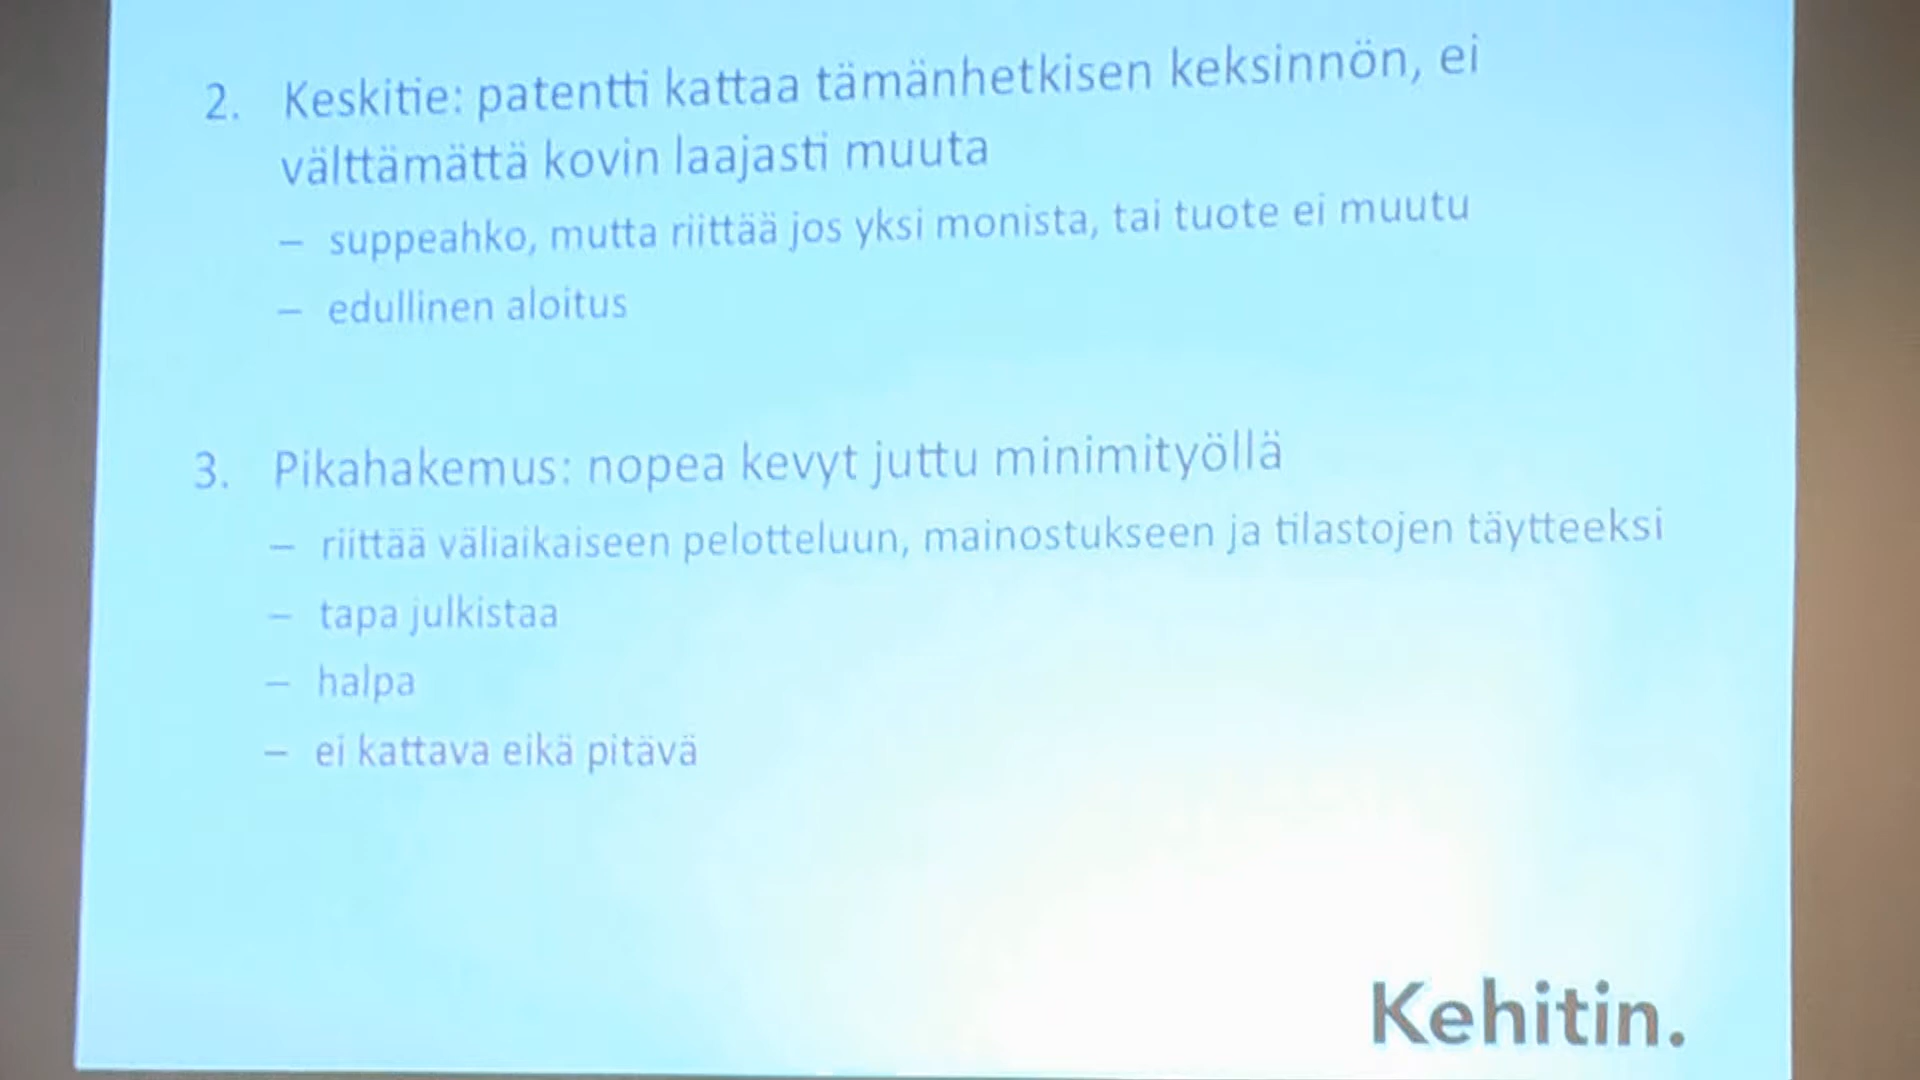 2. Keskitie: patentti kattaa tämänhetkisen keksinnön, ei
välttämättä kovin laajasti muuta
– suppeahko, mutta riittää jos yksi monista, tai tuote ei muutu
– edullinen aloitus
3. Pikahakemus: nopea kevyt juttu minimityöllä
– riittää väliaikaiseen pelotteluun, mainostukseen ja tilastojen täytteeksi
– tapa julkistaa
– halpa
– ei kattava eikä pitävä
Kehitin.